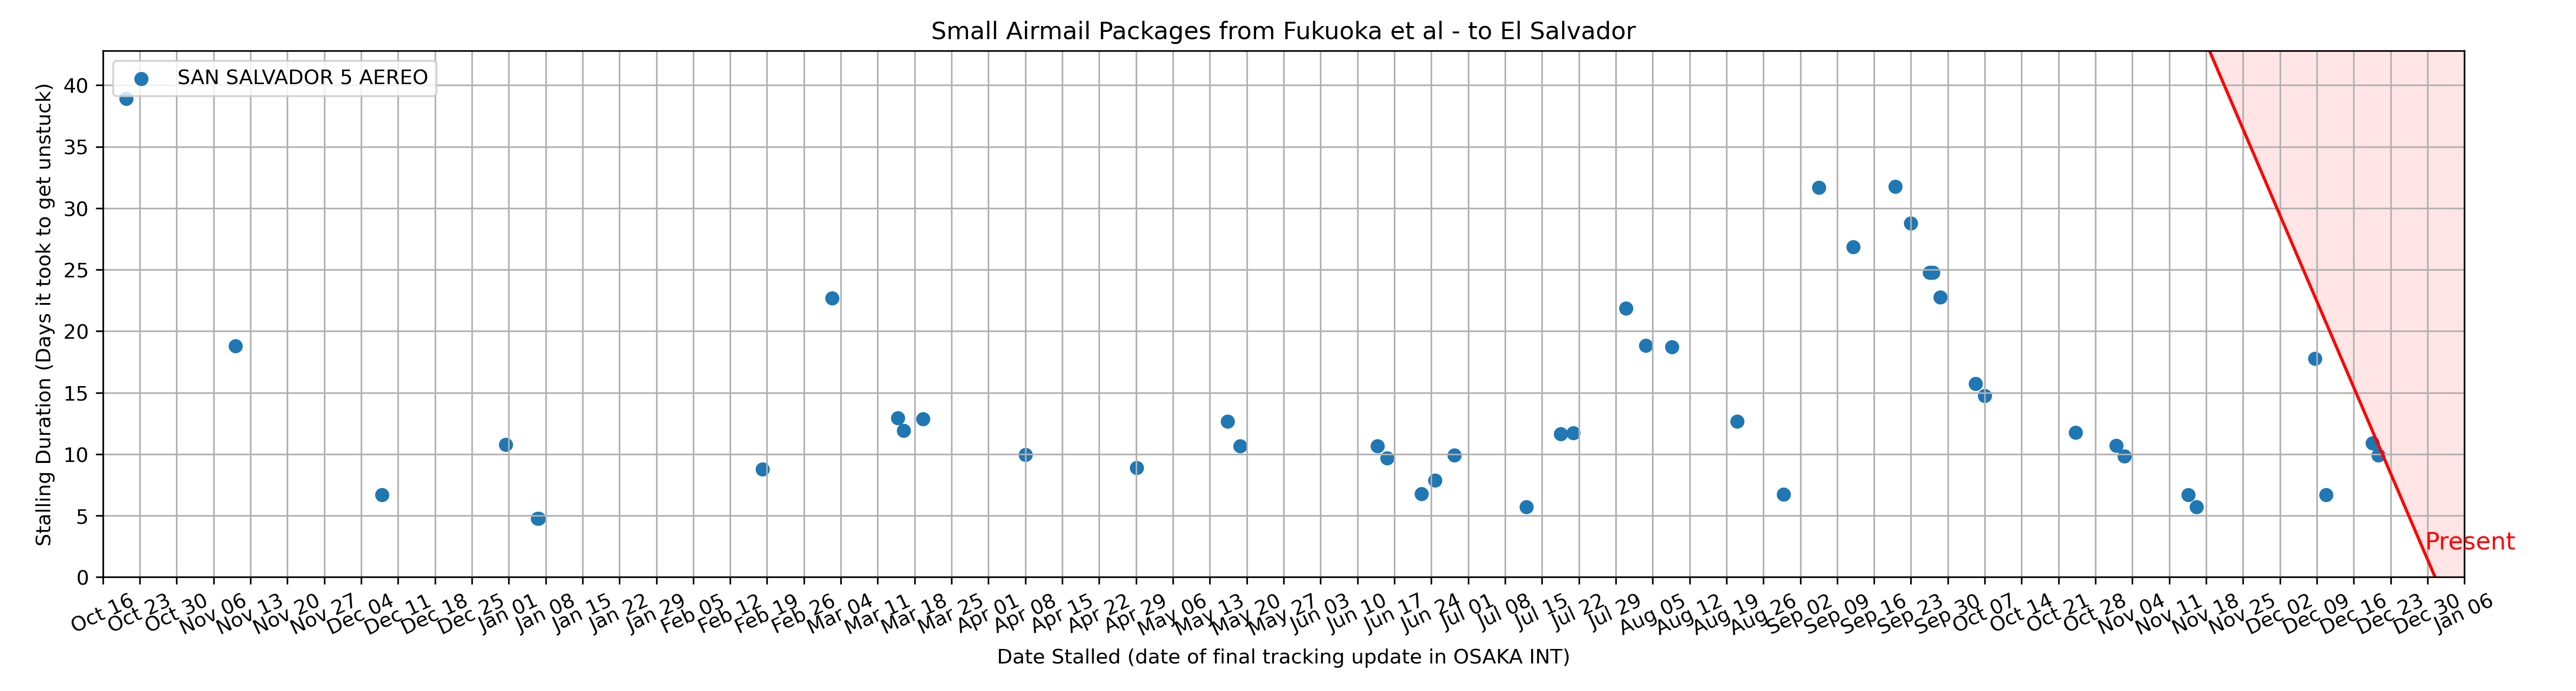 Small Airmail Packages from Fukuoka et al - to El Salvador
SAN SALVADOR 5 AEREO
Stalling Duration (Days it took to get unstuck)
40
35
30
25
20
15
10
5
0
Present
Oct 16
Oct 23
Oct 30
Nov 06
Nov 13
Nov 20
Nov 27
Dec 04
Dec 11
Dec 18
Dec 25
Jan 01
Jan 08
Jan 15
Jan 22
Jan 29
Feb 05
Feb 12
Feb 19
Feb 26
Mar 04
Mar 11
Mar 18
Mar 25
Apr 01
Apr 08
Apr 15
Apr 22
Apr 29
May 06
May 13
May 20
May 27
Jun 03
Jun 10
Jun 17
Jun 24
Jul 01
Jul 08
Jul 15
Jul 22
Jul 29
Aug 05
Aug 12
Aug 19
Aug 26
Sep 02
Sep 09
Sep 16
Sep 23
Sep 30
Oct 07
Oct 14
Oct 21
Oct 28
Nov 04
Nov 11
Nov 18
Nov 25
Dec 02
Dec 09
Dec 16
Dec 23
Dec 30
Jan 06
Date Stalled (date of final tracking update in OSAKA INT)